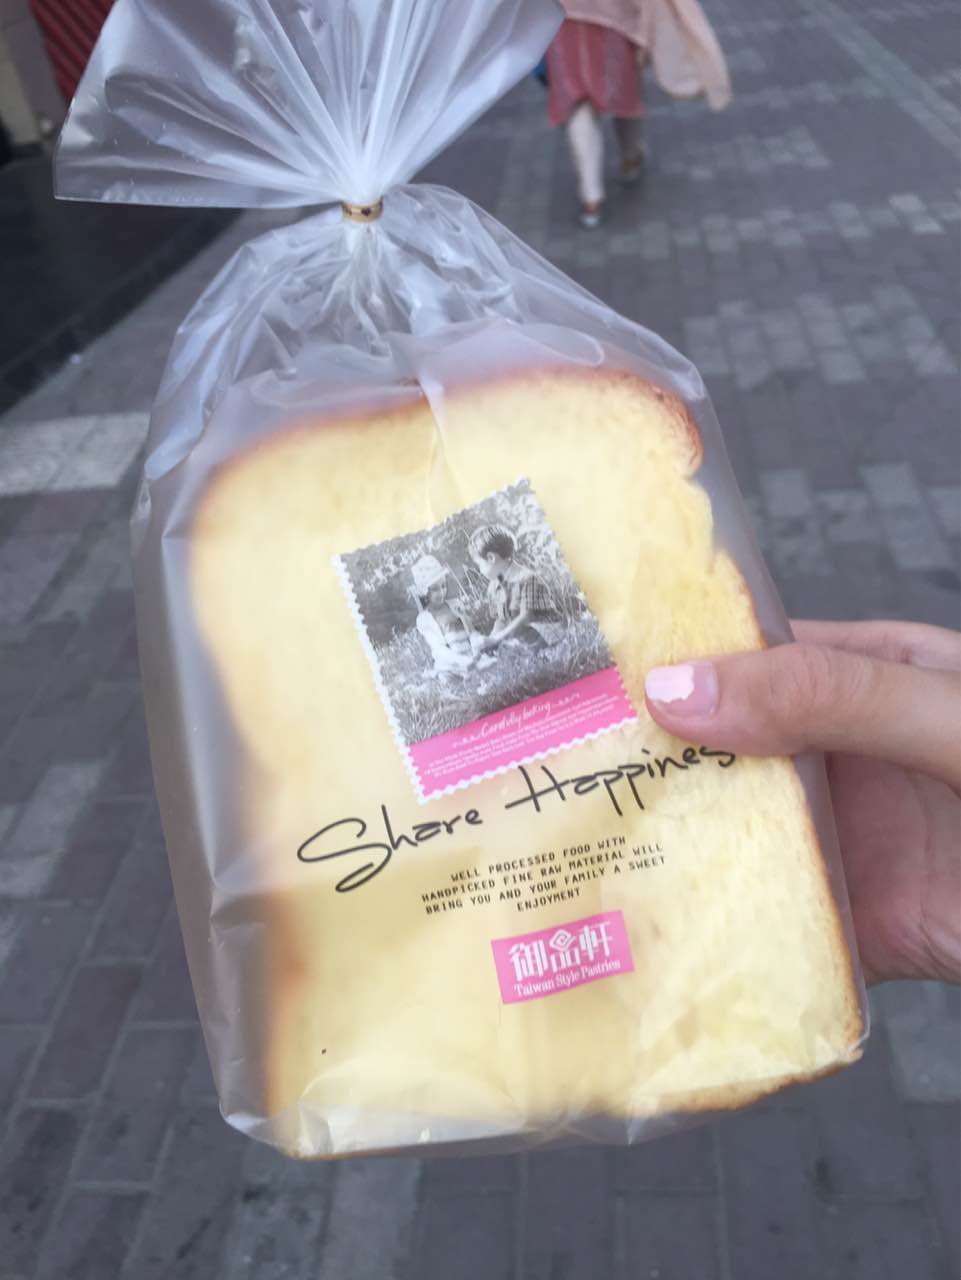 Carefully baking
Share Happiness
WELL PROCESSED FOOD WITH
HANDPICKED FINE RAW MATERIAL WILL
BRING YOU AND YOUR FAMILY A SWEET
ENJOYMENT
御品軒
Taiwan Style Pastries